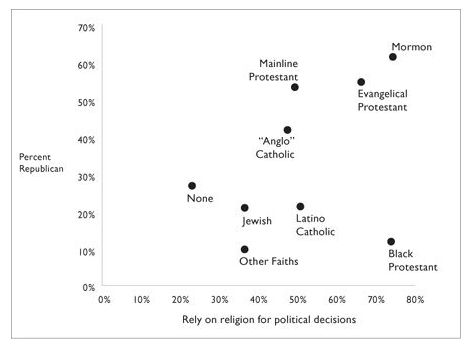 70%
60%
50%
40%
30%
20%
10%
0%
Percent
Republican
Mormon
Mainline
Protestant
Evangelical
Protestant
“Anglo”
Catholic
None
Jewish
Latino
Catholic
Other Faiths
Black
Protestant
0% 10% 20% 30% 40% 50% 60% 70% 80%
Rely on religion for political decisions